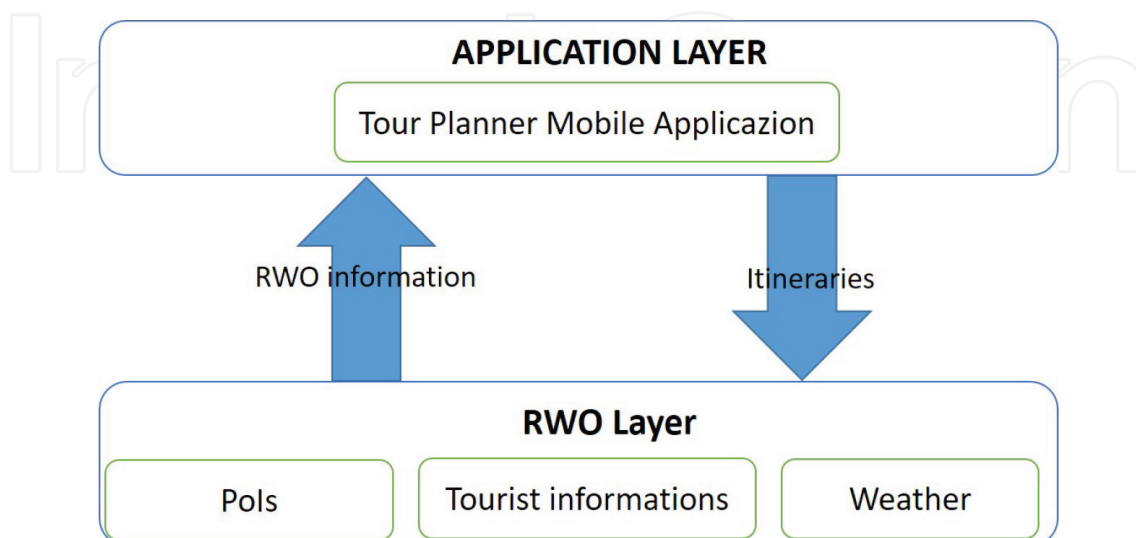 APPLICATION LAYER
Tour Planner Mobile Applicazion
RWO information
Itineraries
RWO Layer
PoIs
Tourist informations
Weather